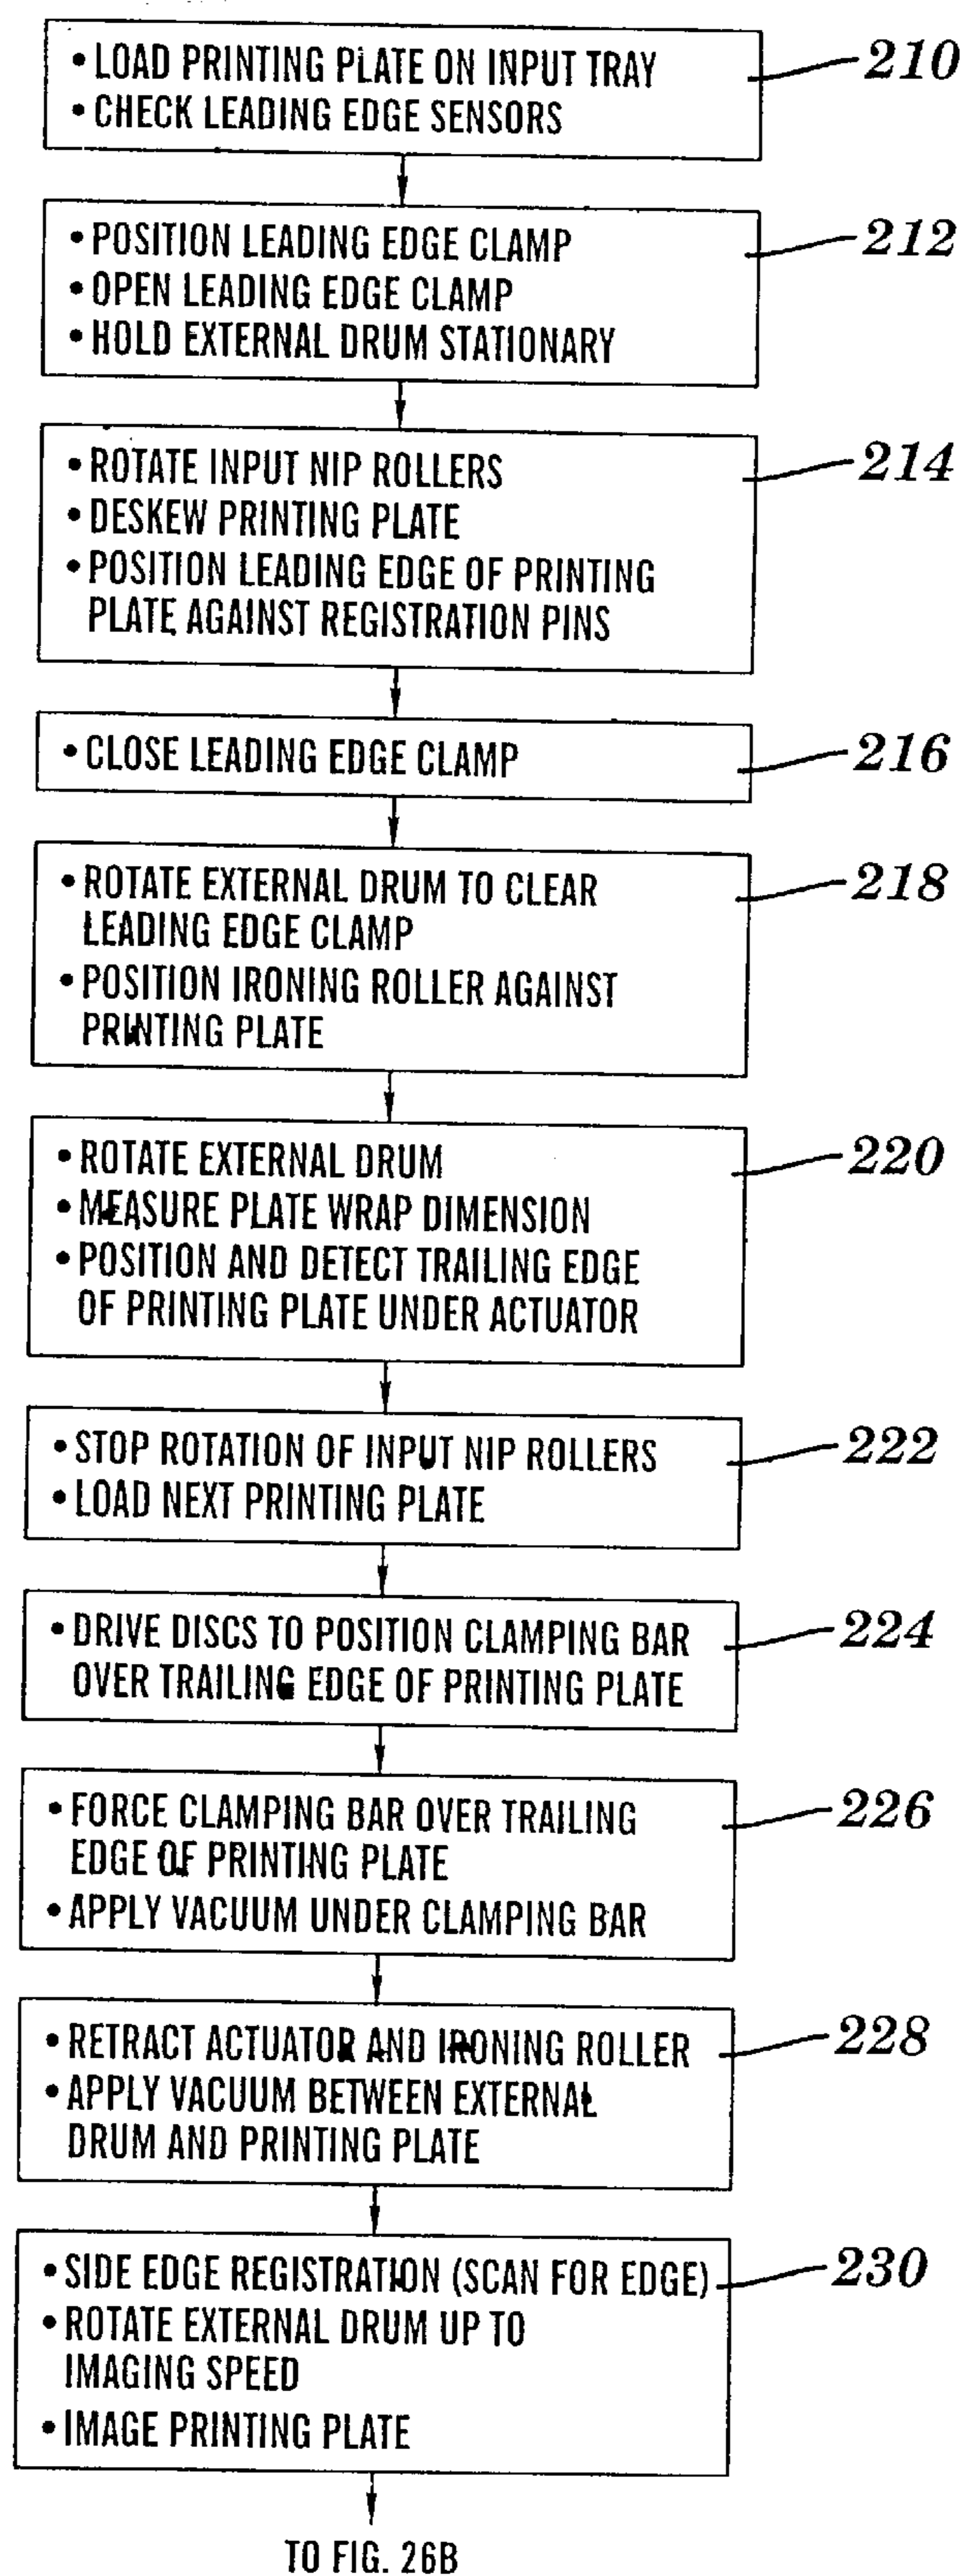 • LOAD PRINTING PLATE ON INPUT TRAY
• CHECK LEADING EDGE SENSORS
210
• POSITION LEADING EDGE CLAMP
• OPEN LEADING EDGE CLAMP
• HOLD EXTERNAL DRUM STATIONARY
212
• ROTATE INPUT NIP ROLLERS
• DESKEW PRINTING PLATE
• POSITION LEADING EDGE OF PRINTING
PLATE AGAINST REGISTRATION PINS
214
• CLOSE LEADING EDGE CLAMP
216
• ROTATE EXTERNAL DRUM TO CLEAR
LEADING EDGE CLAMP
• POSITION IRONING ROLLER AGAINST
PRINTING PLATE
218
• ROTATE EXTERNAL DRUM
• MEASURE PLATE WRAP DIMENSION
• POSITION AND DETECT TRAILING EDGE
OF PRINTING PLATE UNDER ACTUATOR
220
• STOP ROTATION OF INPUT NIP ROLLERS
• LOAD NEXT PRINTING PLATE
222
• DRIVE DISCS TO POSITION CLAMPING BAR
OVER TRAILING EDGE OF PRINTING PLATE
224
• FORCE CLAMPING BAR OVER TRAILING
EDGE OF PRINTING PLATE
• APPLY VACUUM UNDER CLAMPING BAR
226
• RETRACT ACTUATOR AND IRONING ROLLER
• APPLY VACUUM BETWEEN EXTERNAL
DRUM AND PRINTING PLATE
228
• SIDE EDGE REGISTRATION (SCAN FOR EDGE)
• ROTATE EXTERNAL DRUM UP TO
IMAGING SPEED
• IMAGE PRINTING PLATE
230
TO FIG. 26B